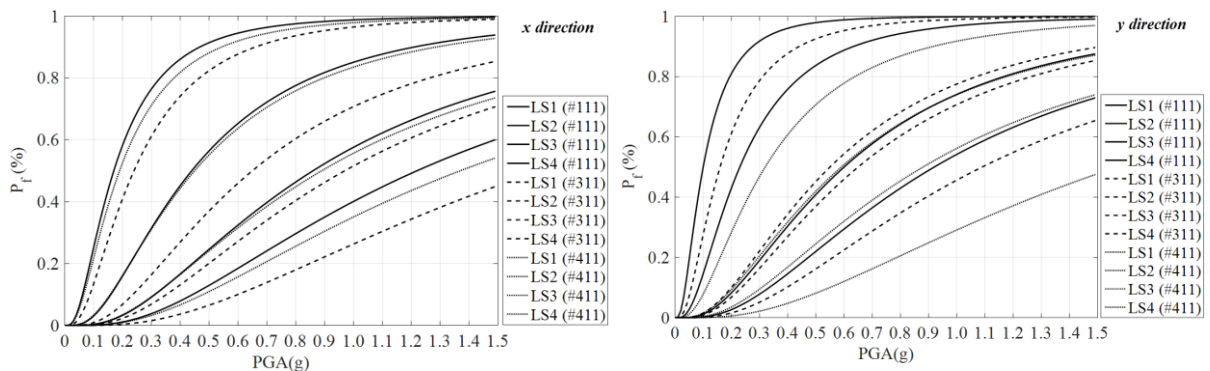 1
0.8
0.6
0.4
0.2
0
P_f (%)
0 0.1 0.2 0.3 0.4 0.5 0.6 0.7 0.8 0.9 1.0 1.1 1.2 1.3 1.4 1.5
PGA(g)
x direction
LS1 (#111)
LS2 (#111)
LS3 (#111)
LS4 (#111)
LS1 (#311)
LS2 (#311)
LS3 (#311)
LS4 (#311)
LS1 (#411)
LS2 (#411)
LS3 (#411)
LS4 (#411)
1
0.8
0.6
0.4
0.2
0
P_f (%)
0 0.1 0.2 0.3 0.4 0.5 0.6 0.7 0.8 0.9 1.0 1.1 1.2 1.3 1.4 1.5
PGA(g)
y direction
LS1 (#111)
LS2 (#111)
LS3 (#111)
LS4 (#111)
LS1 (#311)
LS2 (#311)
LS3 (#311)
LS4 (#311)
LS1 (#411)
LS2 (#411)
LS3 (#411)
LS4 (#411)